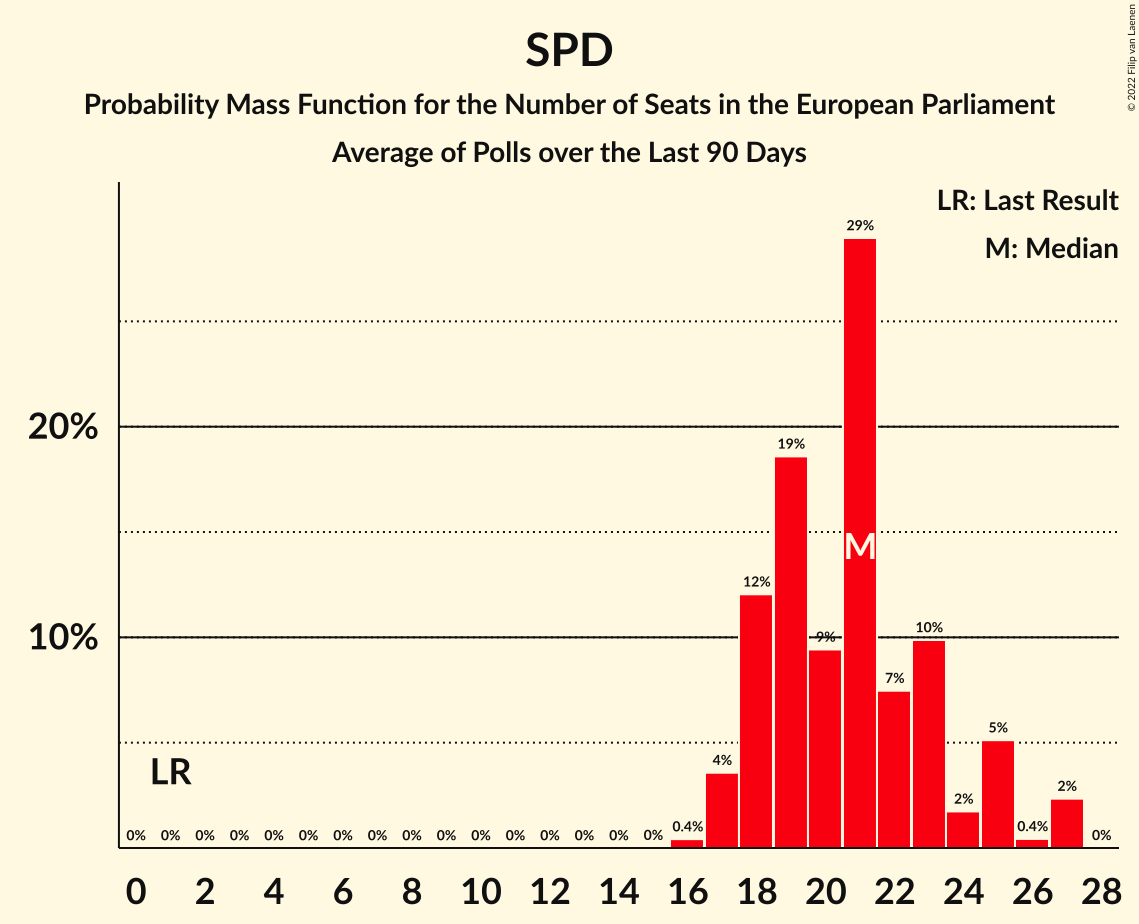 SPD
Probability Mass Function for the Number of Seats in the European Parliament
Average of Polls over the Last 90 Days
© 2022 Filip van Laenen
LR: Last Result
M: Median
29%
20%
19%
M
12%
10%
9%
10%
7%
5%
LR
4%
2%
2%
0% 0% 0% 0% 0% 0% 0% 0% 0% 0% 0% 0% 0% 0% 0% 0% 0.4% 0.4% 0%
0 2 4 6 8 10 12 14 16 18 20 22 24 26 28